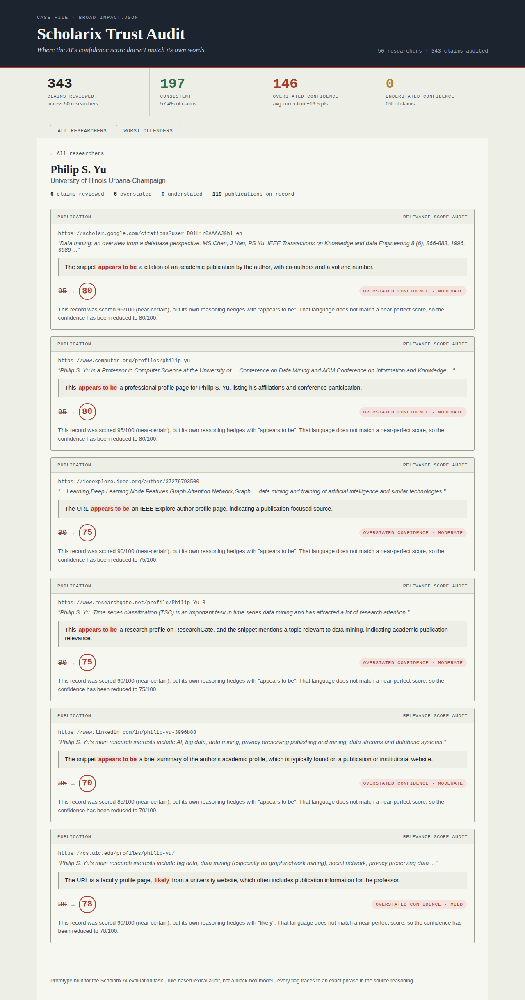 CASE FILE · BROAD_IMPACT.JSON
Scholarix Trust Audit
Where the AI's confidence score doesn't match its own words.
50 researchers · 343 claims audited
343
CLAIMS REVIEWED
across 50 researchers
197
CONSISTENT
57.4% of claims
146
OVERSTATED CONFIDENCE
avg correction −16.5 pts
0
UNDERSTATED CONFIDENCE
0% of claims
ALL RESEARCHERS
WORST OFFENDERS
← All researchers
Philip S. Yu
University of Illinois Urbana-Champaign
6 claims reviewed 6 overstated 0 understated 119 publications on record
PUBLICATION
RELEVANCE SCORE AUDIT
https://scholar.google.com/citations?user=D0lL1r0AAAAJ&hl=en
"Data mining: an overview from a database perspective. MS Chen, J Han, PS Yu. IEEE Transactions on Knowledge and data Engineering 8 (6), 866-883, 1996.
3989 ..."
The snippet appears to be a citation of an academic publication by the author, with co-authors and a volume number.
95 → 80
OVERSTATED CONFIDENCE · MODERATE
This record was scored 95/100 (near-certain), but its own reasoning hedges with "appears to be". That language does not match a near-perfect score, so the
confidence has been reduced to 80/100.
PUBLICATION
RELEVANCE SCORE AUDIT
https://www.computer.org/profiles/philip-yu
"Philip S. Yu is a Professor in Computer Science at the University of ... Conference on Data Mining and ACM Conference on Information and Knowledge ..."
This appears to be a professional profile page for Philip S. Yu, listing his affiliations and conference participation.
95 → 80
OVERSTATED CONFIDENCE · MODERATE
This record was scored 95/100 (near-certain), but its own reasoning hedges with "appears to be". That language does not match a near-perfect score, so the
confidence has been reduced to 80/100.
PUBLICATION
RELEVANCE SCORE AUDIT
https://ieeexplore.ieee.org/author/37276793500
"... Learning,Deep Learning,Node Features,Graph Attention Network,Graph ... data mining and training of artificial intelligence and similar technologies."
The URL appears to be an IEEE Explore author profile page, indicating a publication-focused source.
90 → 75
OVERSTATED CONFIDENCE · MODERATE
This record was scored 90/100 (near-certain), but its own reasoning hedges with "appears to be". That language does not match a near-perfect score, so the
confidence has been reduced to 75/100.
PUBLICATION
RELEVANCE SCORE AUDIT
https://www.researchgate.net/profile/Philip-Yu-3
"Philip S. Yu. Time series classification (TSC) is an important task in time series data mining and has attracted a lot of research attention."
This appears to be a research profile on ResearchGate, and the snippet mentions a topic relevant to data mining, indicating academic publication
relevance.
90 → 75
OVERSTATED CONFIDENCE · MODERATE
This record was scored 90/100 (near-certain), but its own reasoning hedges with "appears to be". That language does not match a near-perfect score, so the
confidence has been reduced to 75/100.
PUBLICATION
RELEVANCE SCORE AUDIT
https://www.linkedin.com/in/philip-yu-3996b88
"Philip S. Yu's main research interests include AI, big data, data mining, privacy preserving publishing and mining, data streams and database systems."
The snippet appears to be a brief summary of the author's academic profile, which is typically found on a publication or institutional website.
85 → 70
OVERSTATED CONFIDENCE · MODERATE
This record was scored 85/100 (near-certain), but its own reasoning hedges with "appears to be". That language does not match a near-perfect score, so the
confidence has been reduced to 70/100.
PUBLICATION
RELEVANCE SCORE AUDIT
https://cs.uic.edu/profiles/philip-yu/
"Philip S. Yu's main research interests include big data, data mining (especially on graph/network mining), social network, privacy preserving data ..."
The URL is a faculty profile page, likely from a university website, which often includes publication information for the professor.
90 → 78
OVERSTATED CONFIDENCE · MILD
This record was scored 90/100 (near-certain), but its own reasoning hedges with "likely". That language does not match a near-perfect score, so the confidence has
been reduced to 78/100.
Prototype built for the Scholarix AI evaluation task · rule-based lexical audit, not a black-box model · every flag traces to an exact phrase in the source reasoning.